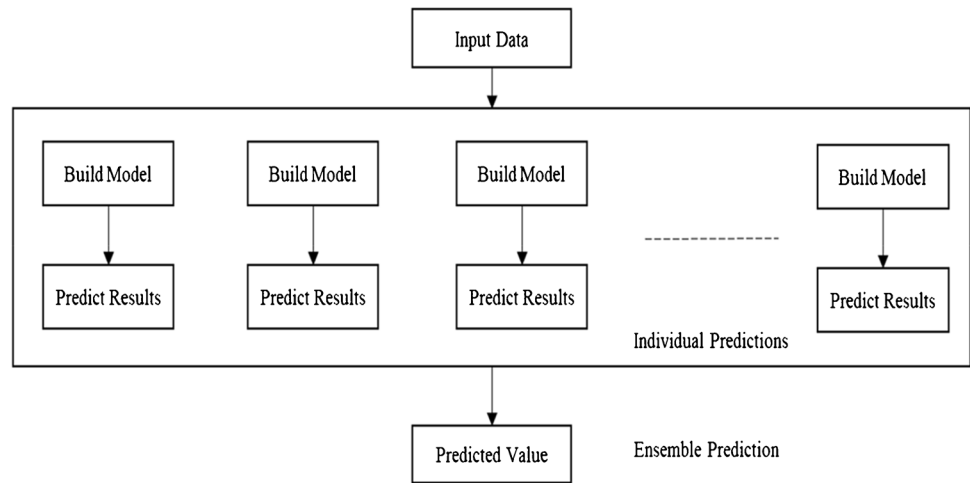 Input Data
Build Model
Build Model
Build Model
Build Model
Predict Results
Predict Results
Predict Results
Predict Results
Individual Predictions
Predicted Value
Ensemble Prediction